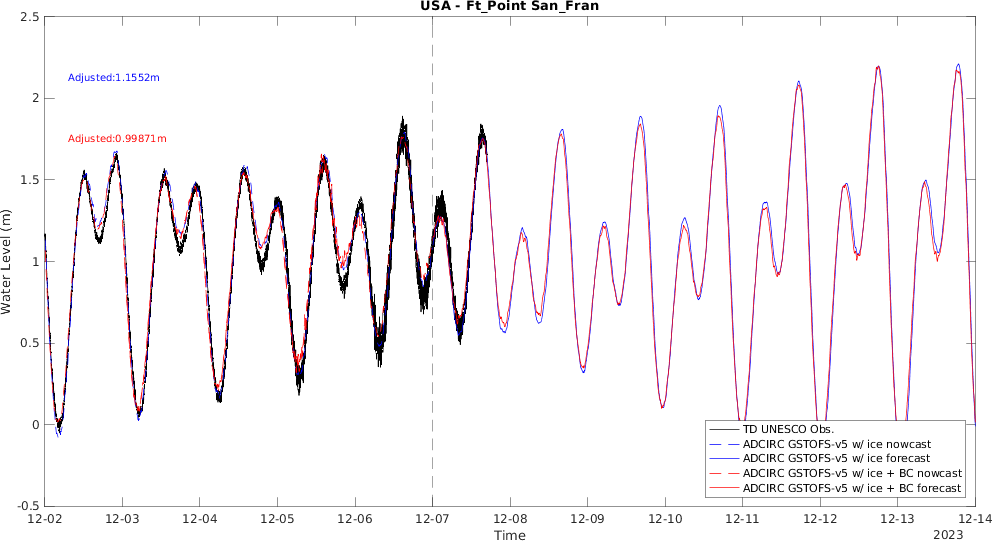 USA - Ft_Point San_Fran
2.5
2
1.5
1
0.5
0
-0.5
Water Level (m)
Adjusted:1.1552m
Adjusted:0.99871m
TD UNESCO Obs.
ADCIRC GSTOFS-v5 w/ ice nowcast
ADCIRC GSTOFS-v5 w/ ice forecast
ADCIRC GSTOFS-v5 w/ ice + BC nowcast
ADCIRC GSTOFS-v5 w/ ice + BC forecast
12-02 12-03 12-04 12-05 12-06 12-07 12-08 12-09 12-10 12-11 12-12 12-13 12-14
Time
2023